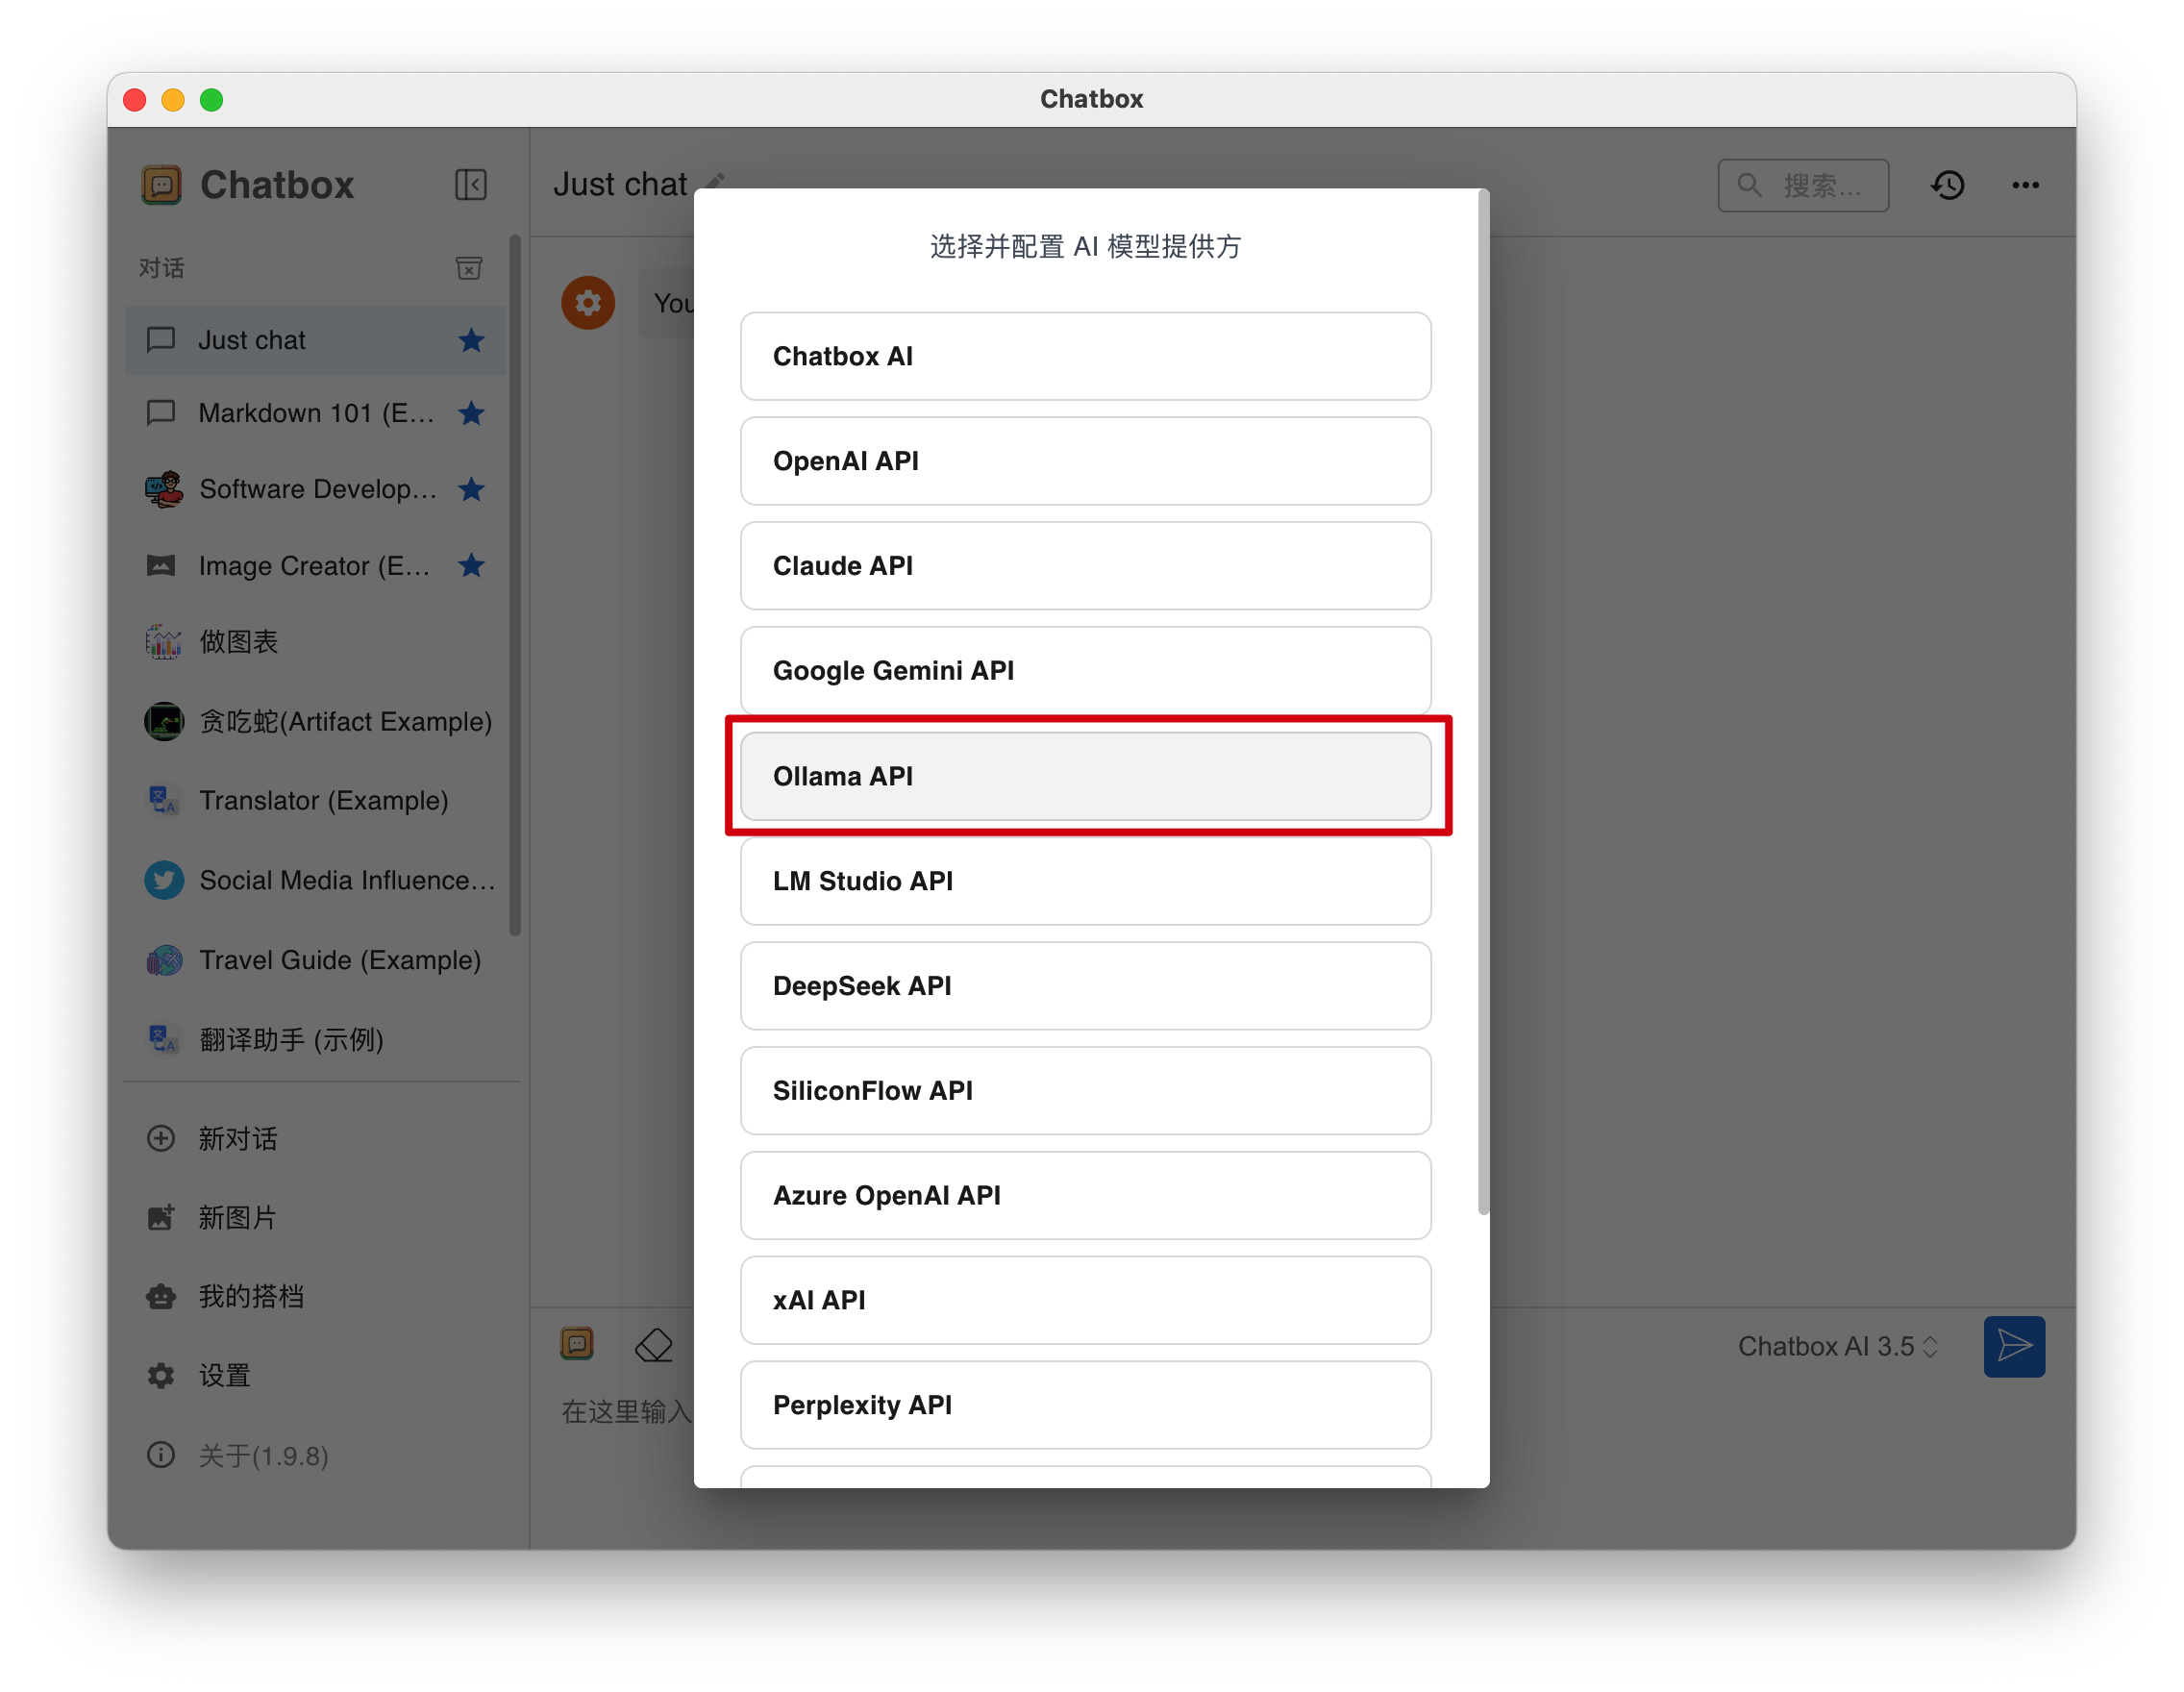 Chatbox
Chatbox
对话
Just chat
Markdown 101 (E...
Software Develop...
Image Creator (E...
做图表
贪吃蛇(Artifact Example)
Translator (Example)
Social Media Influence...
Travel Guide (Example)
翻译助手 (示例)
新对话
新图片
我的搭档
设置
关于(1.9.8)
Just chat
搜索...
You
选择并配置 AI 模型提供方
Chatbox AI
OpenAI API
Claude API
Google Gemini API
Ollama API
LM Studio API
DeepSeek API
SiliconFlow API
Azure OpenAI API
xAI API
Perplexity API
Chatbox AI 3.5
在这里输入